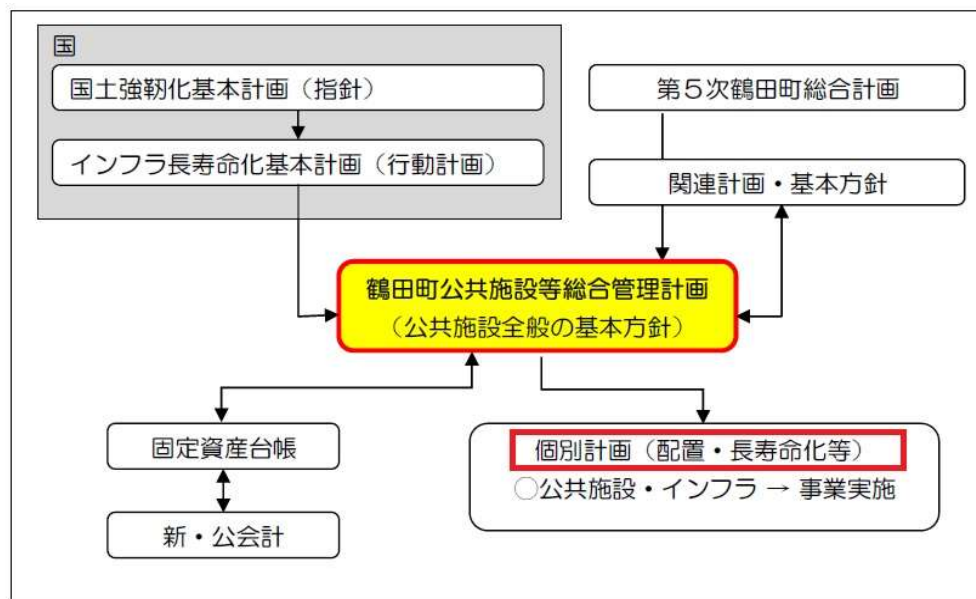 国
国土強靭化基本計画（指針）
インフラ長寿命化基本計画（行動計画）
第５次鶴田町総合計画
関連計画・基本方針
鶴田町公共施設等総合管理計画
（公共施設全般の基本方針）
固定資産台帳
新・公会計
個別計画（配置・長寿命化等）
○公共施設・インフラ → 事業実施